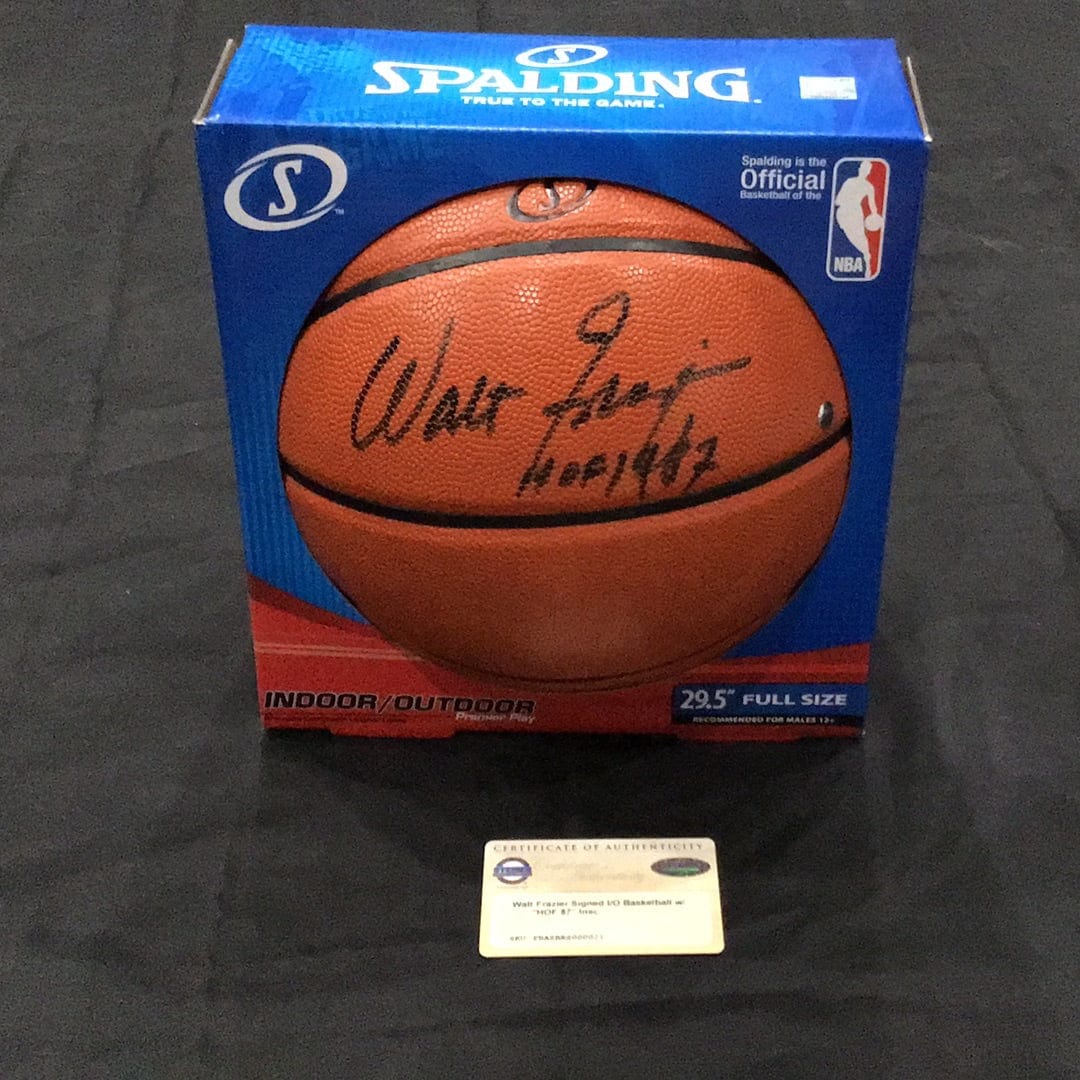 SPALDING
TRUE TO THE GAME.
S
TM
Spalding is the
Official
Basketball of the
NBA
Walt Frazier
HOF 1987
INDOOR/OUTDOOR
Premier Play
29.5" FULL SIZE
RECOMMENDED FOR MALES 12+
CERTIFICATE OF AUTHENTICITY
Walt Frazier Signed I/O Basketball w/
"HOF 87" Insc